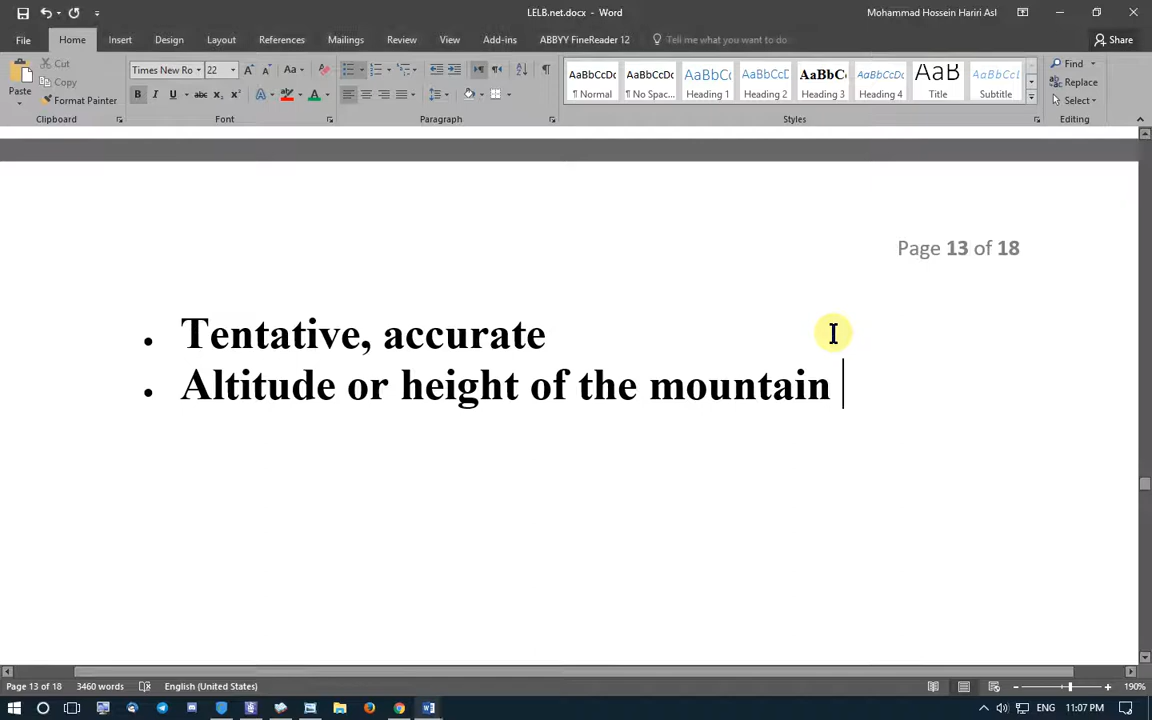 LELB.net.docx - Word
Mohammad Hossein Hariri Asl
File Home Insert Design Layout References Mailings Review View Add-ins ABBYY FineReader 12 Tell me what you want to do Share
Paste
Cut
Copy
Format Painter
Clipboard
Times New Ro 22
Font
Paragraph
AaBbCcDc AaBbCcDc AaBbC AaBbCcD AaBbC AaBbCcDc AaB AaBbCcL
¶ Normal ¶ No Spac... Heading 1 Heading 2 Heading 3 Heading 4 Title Subtitle
Styles
Find
Replace
Select
Editing
Page 13 of 18
• Tentative, accurate
• Altitude or height of the mountain
Page 13 of 18 3460 words English (United States) 190%
ENG 11:07 PM